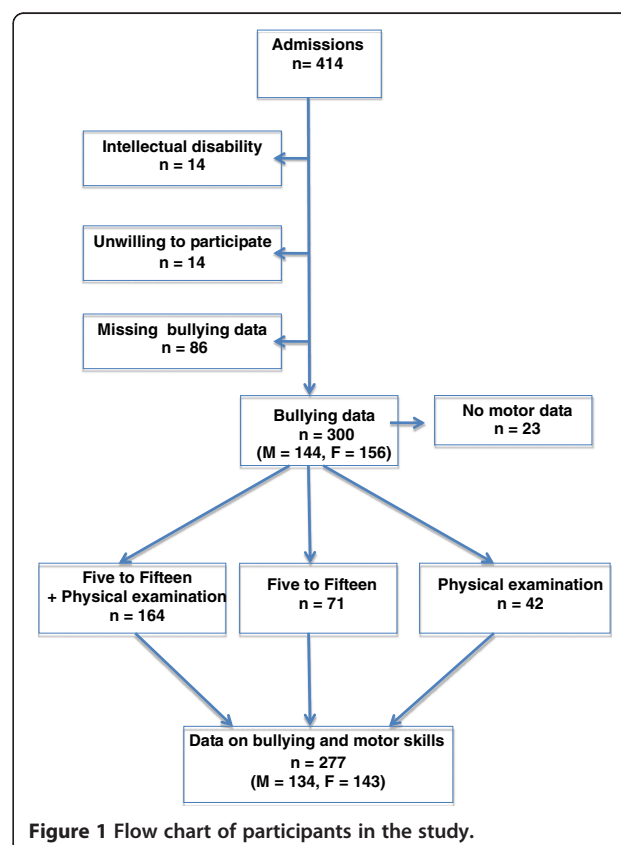 Admissions
n= 414
Intellectual disability
n = 14
Unwilling to participate
n = 14
Missing bullying data
n = 86
Bullying data
n = 300
(M = 144, F = 156)
No motor data
n = 23
Five to Fifteen
+ Physical examination
n = 164
Five to Fifteen
n = 71
Physical examination
n = 42
Data on bullying and motor skills
n = 277
(M = 134, F = 143)
Figure 1 Flow chart of participants in the study.